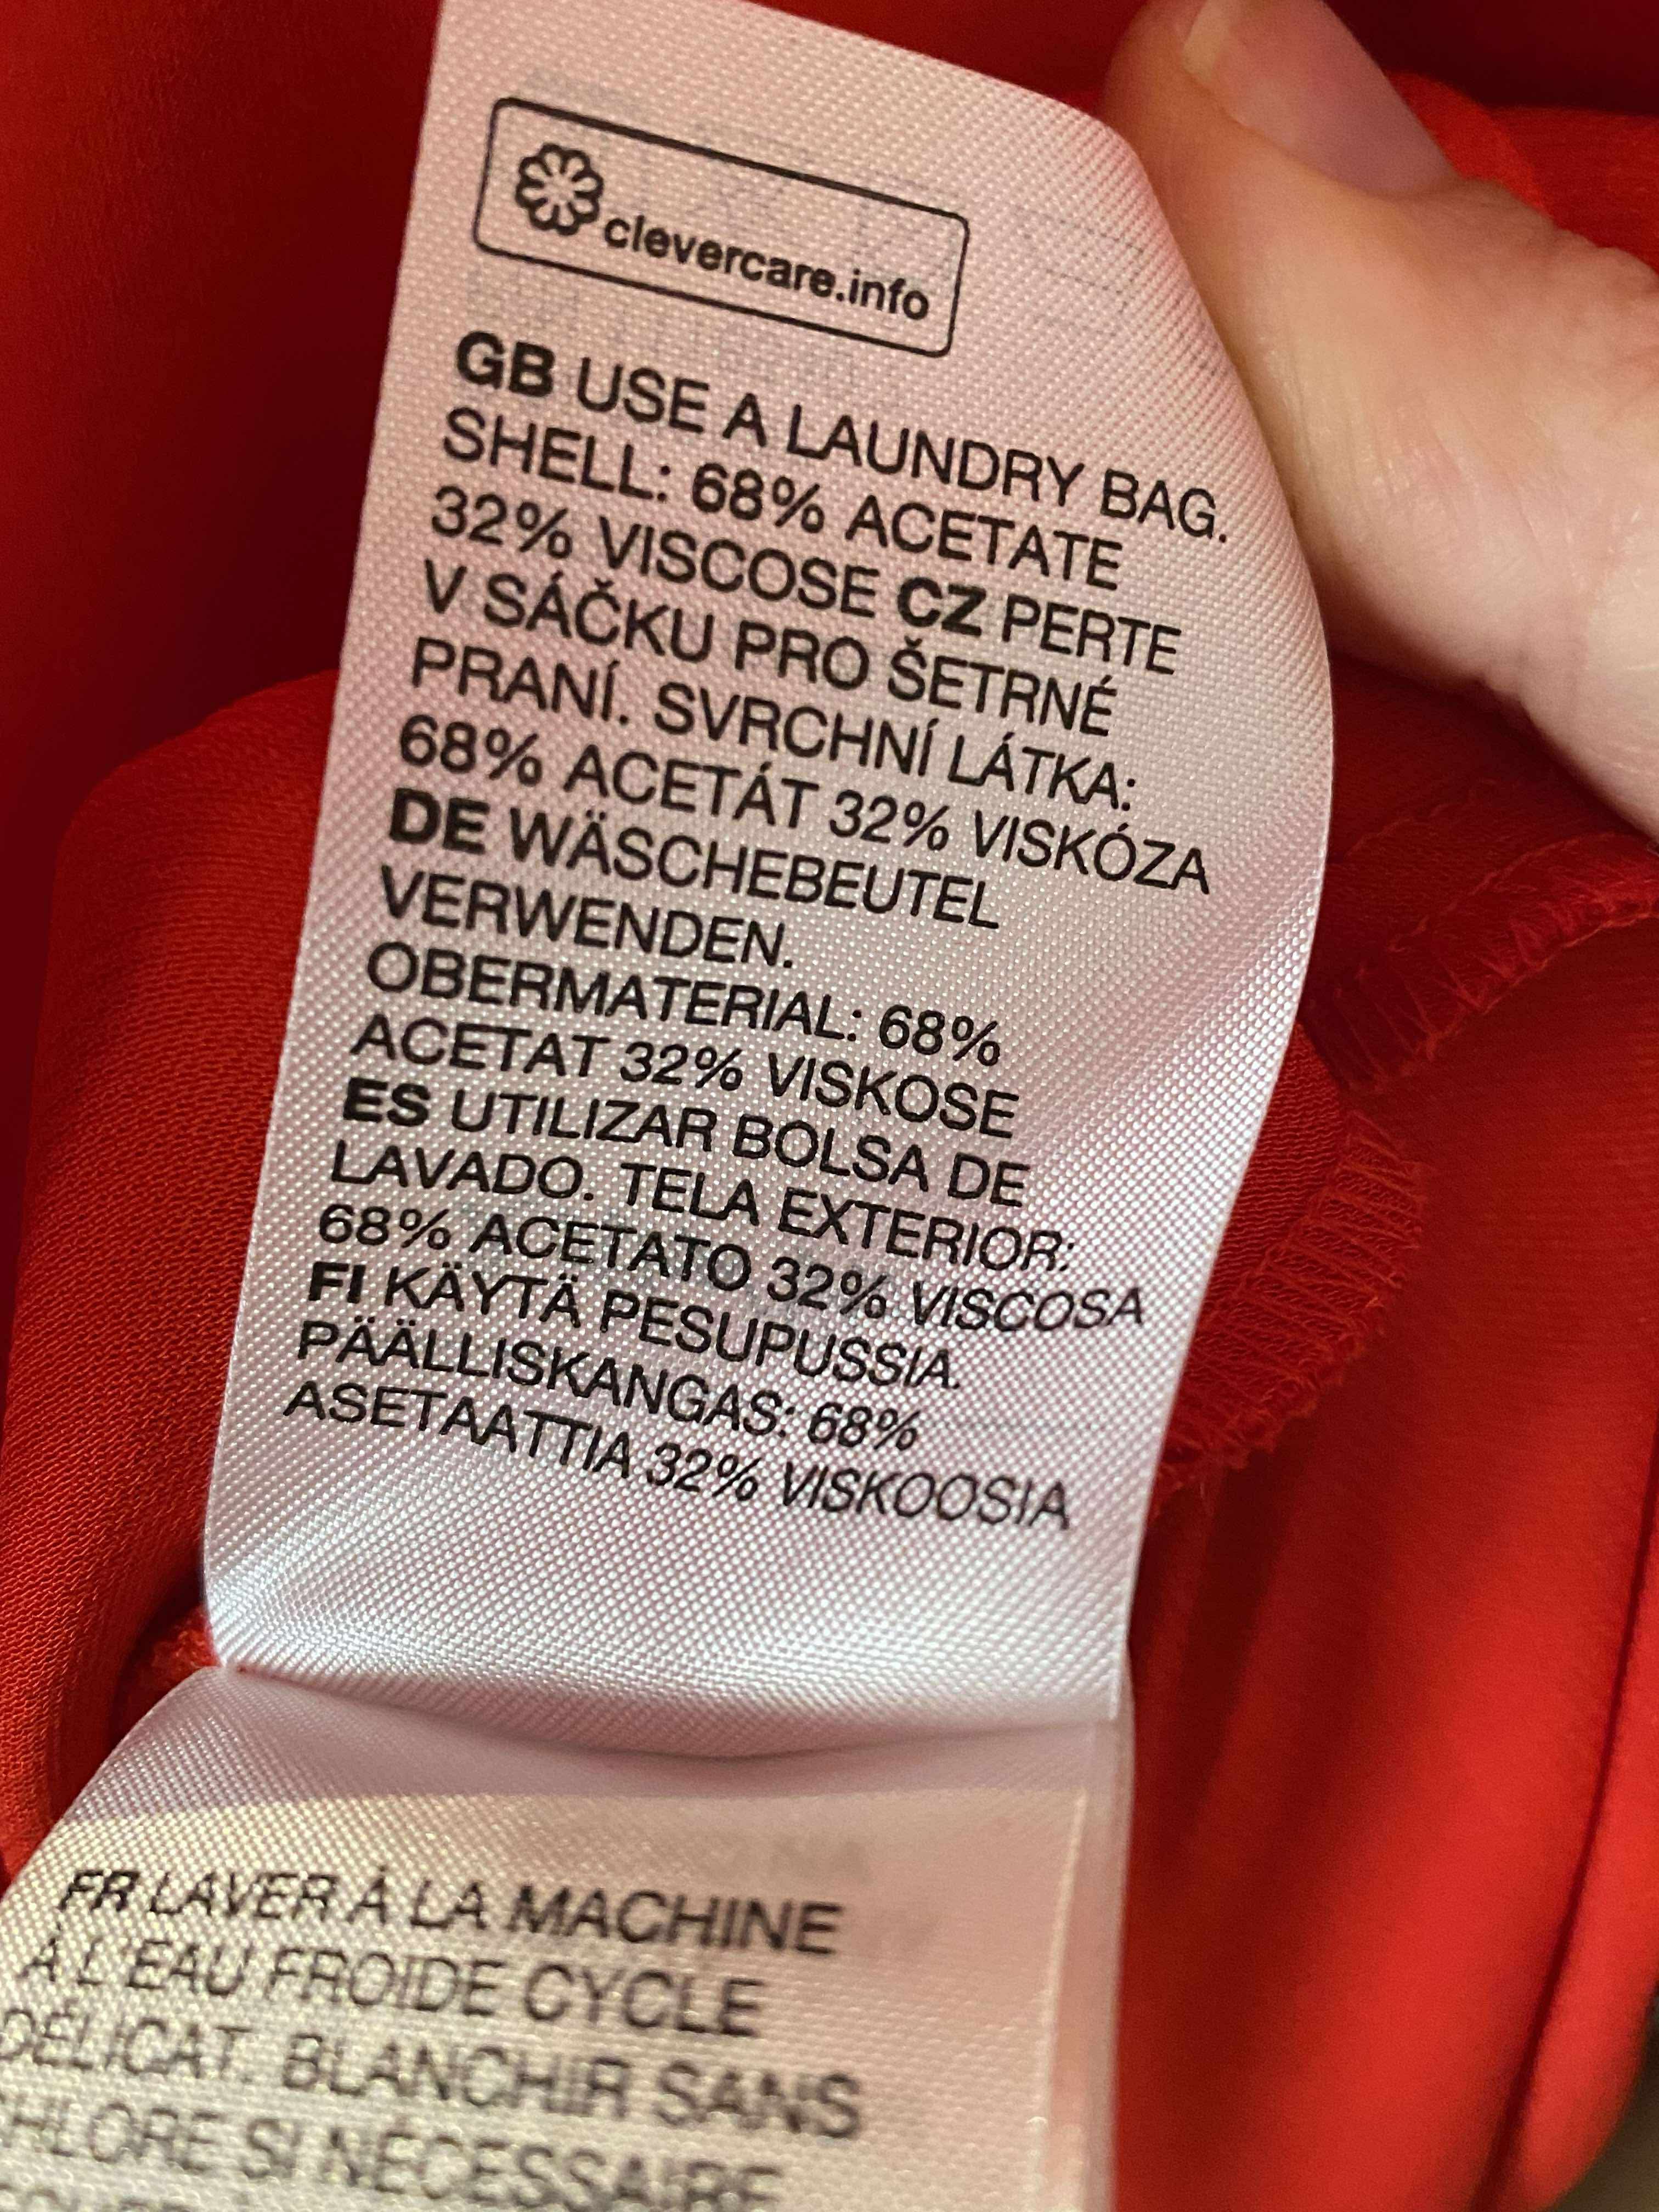 clevercare.info
GB USE A LAUNDRY BAG.
SHELL: 68% ACETATE
32% VISCOSE CZ PERTE
V SÁČKU PRO ŠETRNÉ
PRANÍ. SVRCHNÍ LÁTKA:
68% ACETÁT 32% VISKÓZA
DE WÄSCHEBEUTEL
VERWENDEN.
OBERMATERIAL: 68%
ACETAT 32% VISKOSE
ES UTILIZAR BOLSA DE
LAVADO. TELA EXTERIOR:
68% ACETATO 32% VISCOSA
FI KÄYTÄ PESUPUSSIA.
PÄÄLLISKANGAS: 68%
ASETAATTIA 32% VISKOOSIA
FR LAVER À LA MACHINE
À L'EAU FROIDE CYCLE
DÉLICAT. BLANCHIR SANS
CHLORE SI NÉCESSAIRE